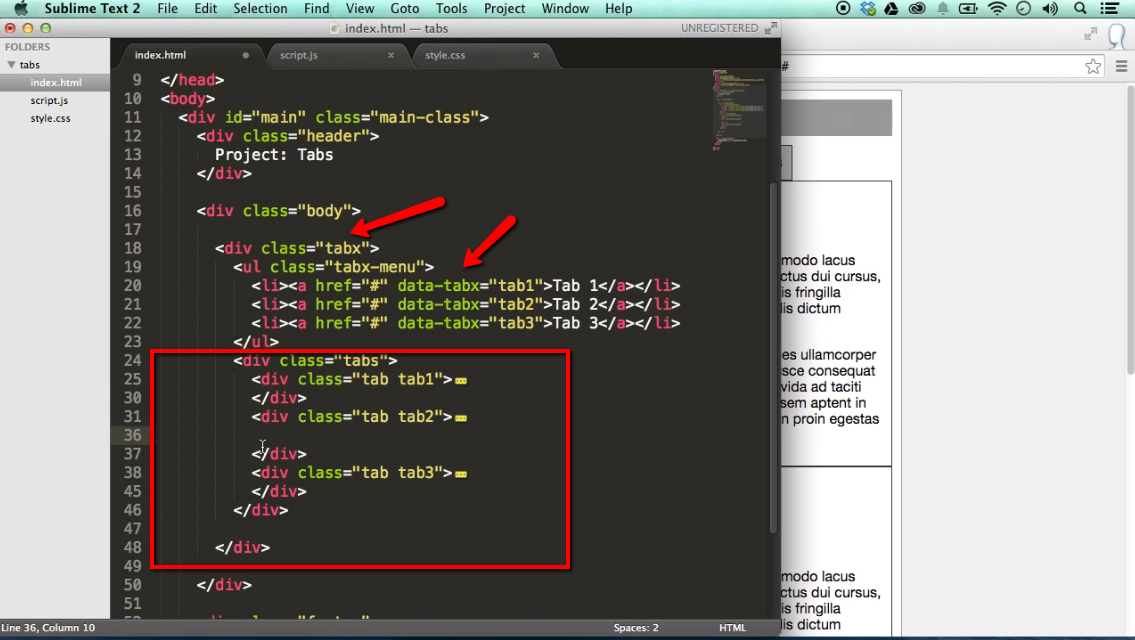 Sublime Text 2 File Edit Selection Find View Goto Tools Project Window Help
index.html — tabs UNREGISTERED
FOLDERS
tabs
index.html
script.js
style.css
index.html script.js style.css
9 </head>
10 <body>
11 <div id="main" class="main-class">
12 <div class="header">
13 Project: Tabs
14 </div>
15
16 <div class="body">
17
18 <div class="tabx">
19 <ul class="tabx-menu">
20 <li><a href="#" data-tabx="tab1">Tab 1</a></li>
21 <li><a href="#" data-tabx="tab2">Tab 2</a></li>
22 <li><a href="#" data-tabx="tab3">Tab 3</a></li>
23 </ul>
24 <div class="tabs">
25 <div class="tab tab1">
30 </div>
31 <div class="tab tab2">
36
37 </div>
38 <div class="tab tab3">
45 </div>
46 </div>
47
48 </div>
49
50 </div>
51
Line 36, Column 10 Spaces: 2 HTML
#
modo lacus
ctus dui cursus,
is fringilla
is dictum
es ullamcorper
sce consequat
vida ad taciti
sem aptent in
n proin egestas
modo lacus
ctus dui cursus,
is fringilla
lis dictum